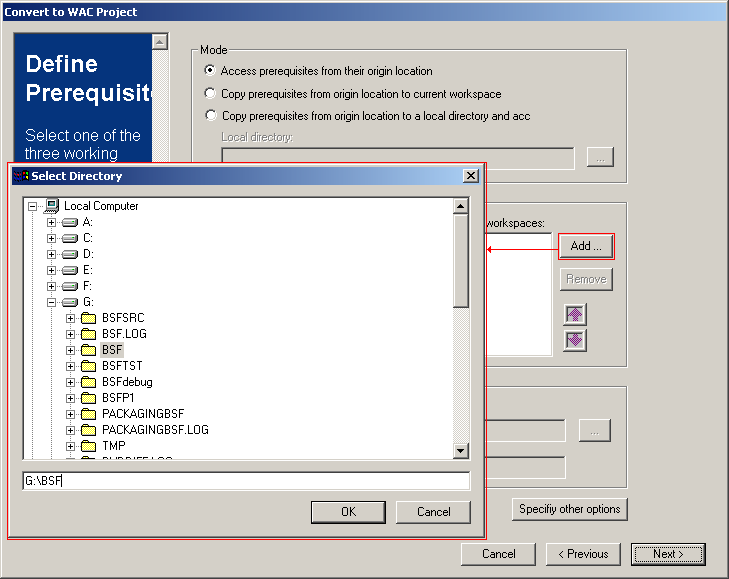 Convert to WAC Project
Define
Prerequisit
Select one of the
three working
Mode
Access prerequisites from their origin location
Copy prerequisites from origin location to current workspace
Copy prerequisites from origin location to a local directory and acc
Local directory:
...
Select Directory
Local Computer
A:
C:
D:
E:
F:
G:
BSFSRC
BSF.LOG
BSF
BSFTST
BSFdebug
BSFP1
PACKAGINGBSF
PACKAGINGBSF.LOG
TMP
G:\BSF
OK
Cancel
workspaces:
Add ...
Remove
...
Specifiy other options
Cancel
< Previous
Next >